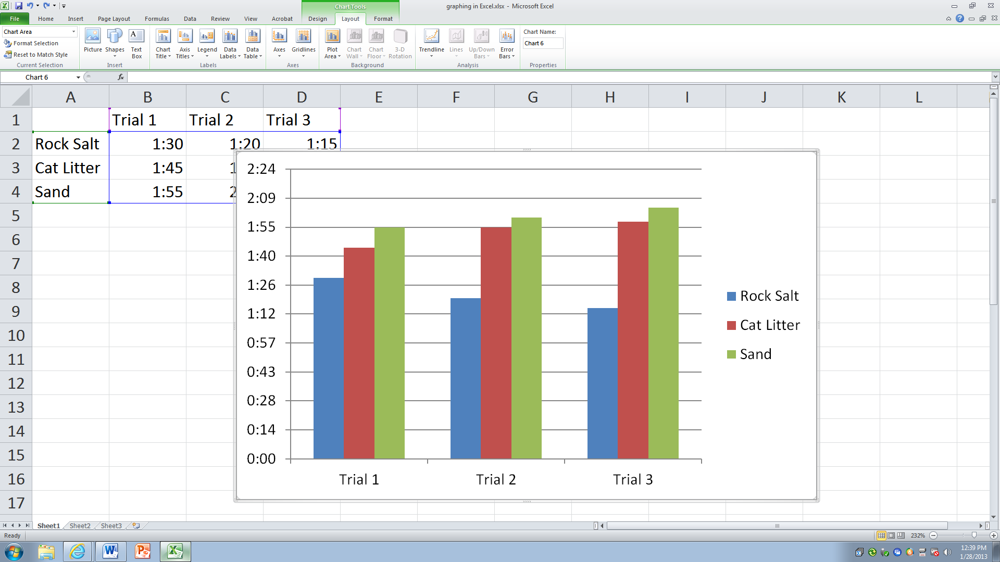 Chart Tools
graphing in Excel.xlsx - Microsoft Excel
File Home Insert Page Layout Formulas Data Review View Acrobat Design Layout Format
Chart Area
Format Selection
Reset to Match Style
Current Selection
Picture Shapes Text Box
Insert
Chart Title Axis Titles Legend Data Labels Data Table
Labels
Axes Gridlines
Axes
Plot Area Chart Wall Chart Floor 3-D Rotation
Background
Trendline Lines Up/Down Bars Error Bars
Analysis
Chart Name:
Chart 6
Properties
Chart 6 fx
A B C D E F G H I J K L
1 Trial 1 Trial 2 Trial 3
2 Rock Salt 1:30 1:20 1:15
3 Cat Litter 1:45
4 Sand 1:55
5
6
7
8
9
10
11
12
13
14
15
16
17
2:24
2:09
1:55
1:40
1:26
1:12
0:57
0:43
0:28
0:14
0:00
Trial 1 Trial 2 Trial 3
Rock Salt
Cat Litter
Sand
Sheet1 Sheet2 Sheet3
Ready
232%
12:39 PM
1/28/2013